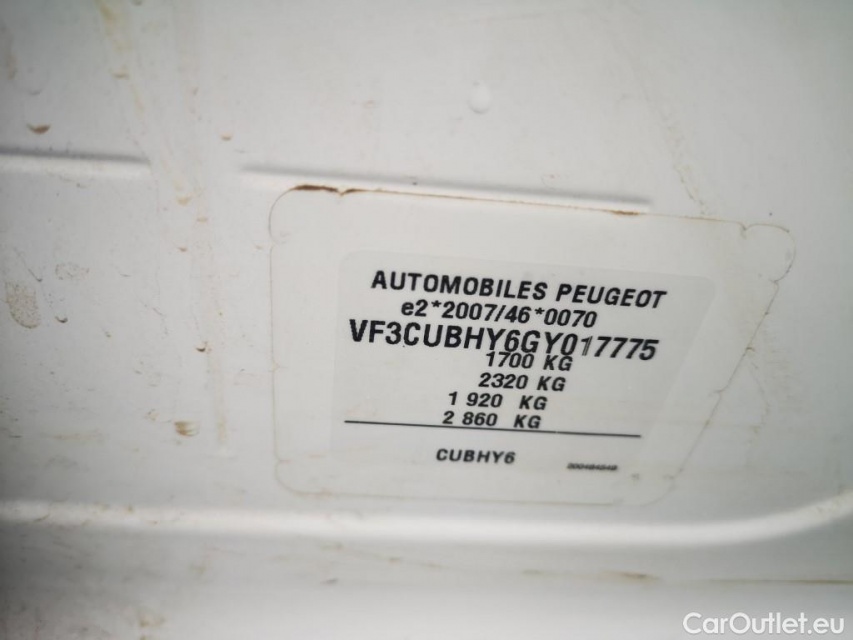 AUTOMOBILES PEUGEOT
e2*2007/46*0070
VF3CUBHY6GY017775
1700 KG
2320 KG
1 920 KG
2 860 KG
CUBHY6
CarOutlet.eu